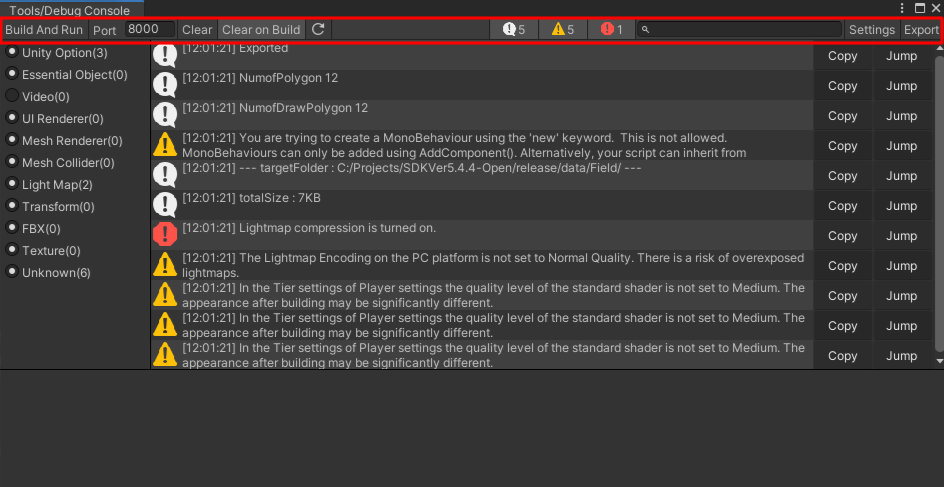 Tools/Debug Console
Build And Run Port 8000 Clear Clear on Build 5 5 1 Settings Export
Unity Option(3)
Essential Object(0)
Video(0)
UI Renderer(0)
Mesh Renderer(0)
Mesh Collider(0)
Light Map(2)
Transform(0)
FBX(0)
Texture(0)
Unknown(6)
[12:01:21] Exported
Copy Jump
[12:01:21] NumofPolygon 12
Copy Jump
[12:01:21] NumofDrawPolygon 12
Copy Jump
[12:01:21] You are trying to create a MonoBehaviour using the 'new' keyword.  This is not allowed.
MonoBehaviours can only be added using AddComponent(). Alternatively, your script can inherit from
Copy Jump
[12:01:21] --- targetFolder : C:/Projects/SDKVer5.4.4-Open/release/data/Field/ ---
Copy Jump
[12:01:21] totalSize : 7KB
Copy Jump
[12:01:21] Lightmap compression is turned on.
Copy Jump
[12:01:21] The Lightmap Encoding on the PC platform is not set to Normal Quality. There is a risk of overexposed
lightmaps.
Copy Jump
[12:01:21] In the Tier settings of Player settings the quality level of the standard shader is not set to Medium. The
appearance after building may be significantly different.
Copy Jump
[12:01:21] In the Tier settings of Player settings the quality level of the standard shader is not set to Medium. The
appearance after building may be significantly different.
Copy Jump
[12:01:21] In the Tier settings of Player settings the quality level of the standard shader is not set to Medium. The
appearance after building may be significantly different.
Copy Jump